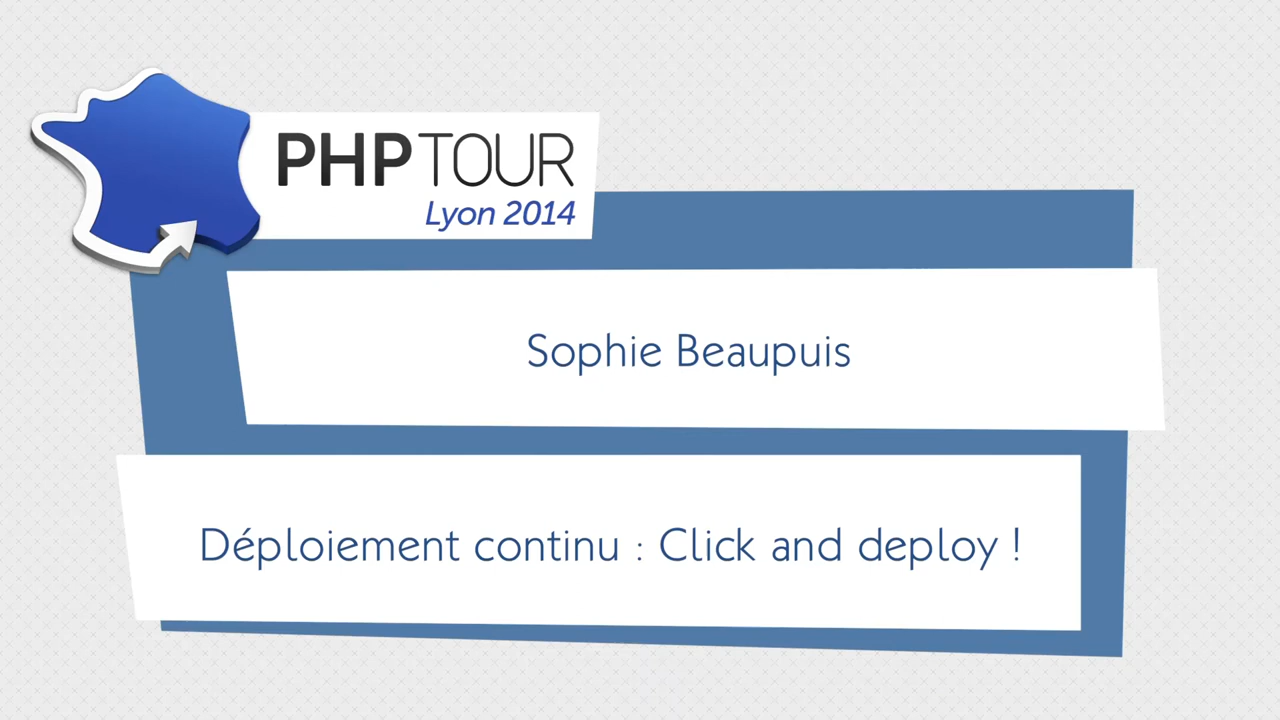 PHPTOUR
Lyon 2014
Sophie Beaupuis
Déploiement continu : Click and deploy !